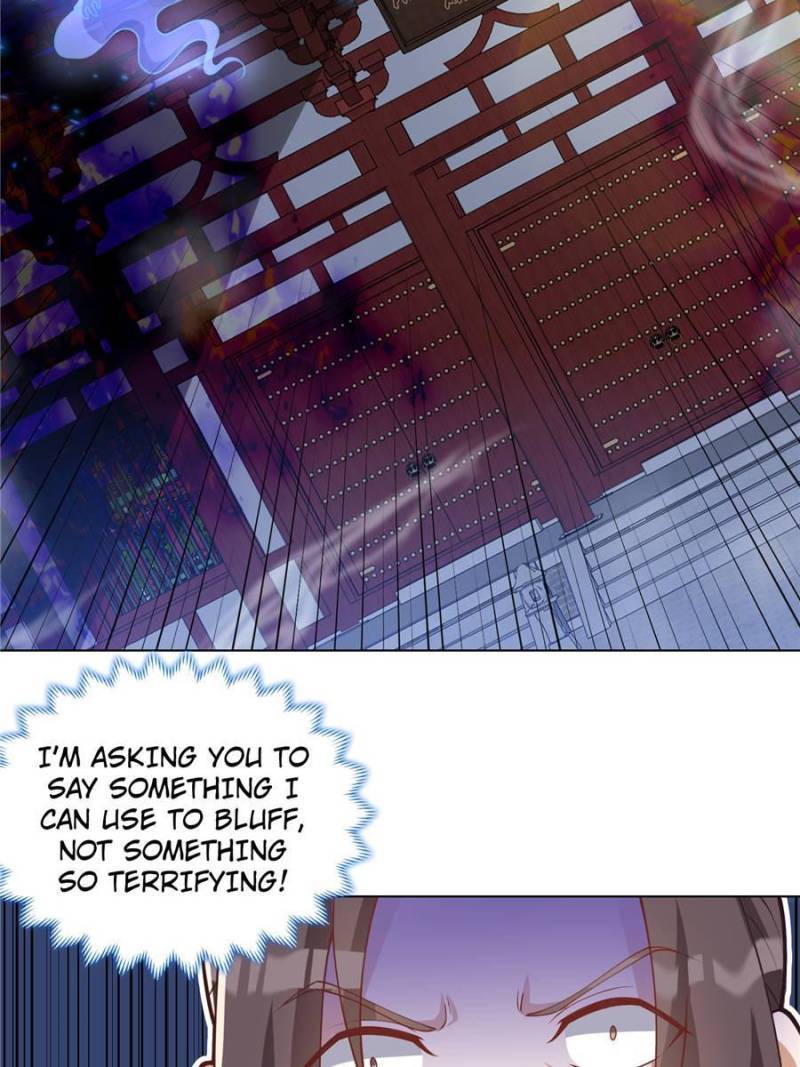 I'M ASKING YOU TO
SAY SOMETHING I
CAN USE TO BLUFF,
NOT SOMETHING
SO TERRIFYING!